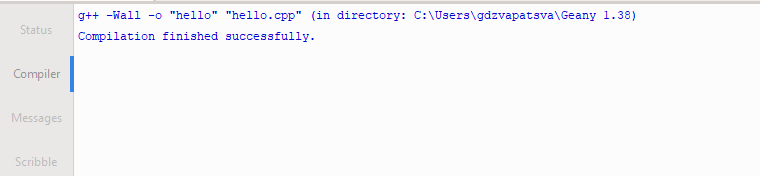 Status
Compiler
Messages
Scribble
g++ -Wall -o "hello" "hello.cpp" (in directory: C:\Users\gdzvapatsva\Geany 1.38)
Compilation finished successfully.